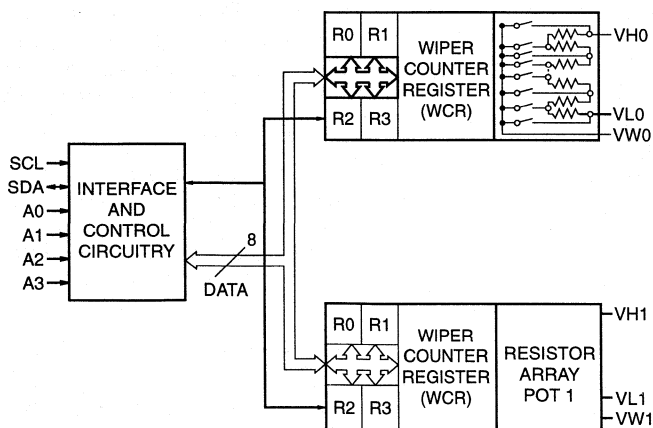 R0 R1
WIPER
COUNTER
REGISTER
(WCR)
R2 R3
VH0
VL0
VW0
SCL
SDA
A0
A1
A2
A3
INTERFACE
AND
CONTROL
CIRCUITRY
8
DATA
R0 R1
WIPER
COUNTER
REGISTER
(WCR)
R2 R3
RESISTOR
ARRAY
POT 1
VH1
VL1
VW1